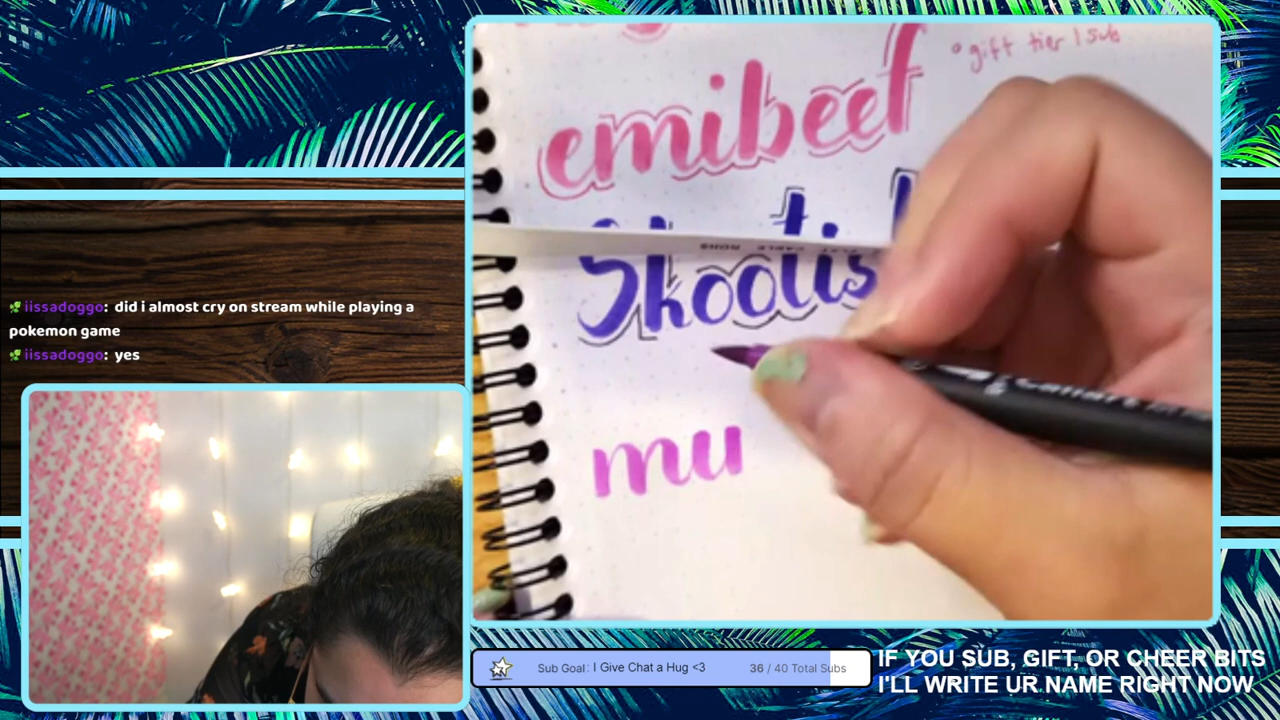 iissadoggo: did i almost cry on stream while playing a
pokemon game
iissadoggo: yes
°gift tier 1 sub
emibeef
Skootis
mu
Sub Goal: I Give Chat a Hug <3 36 / 40 Total Subs
IF YOU SUB, GIFT, OR CHEER BITS
I'LL WRITE UR NAME RIGHT NOW